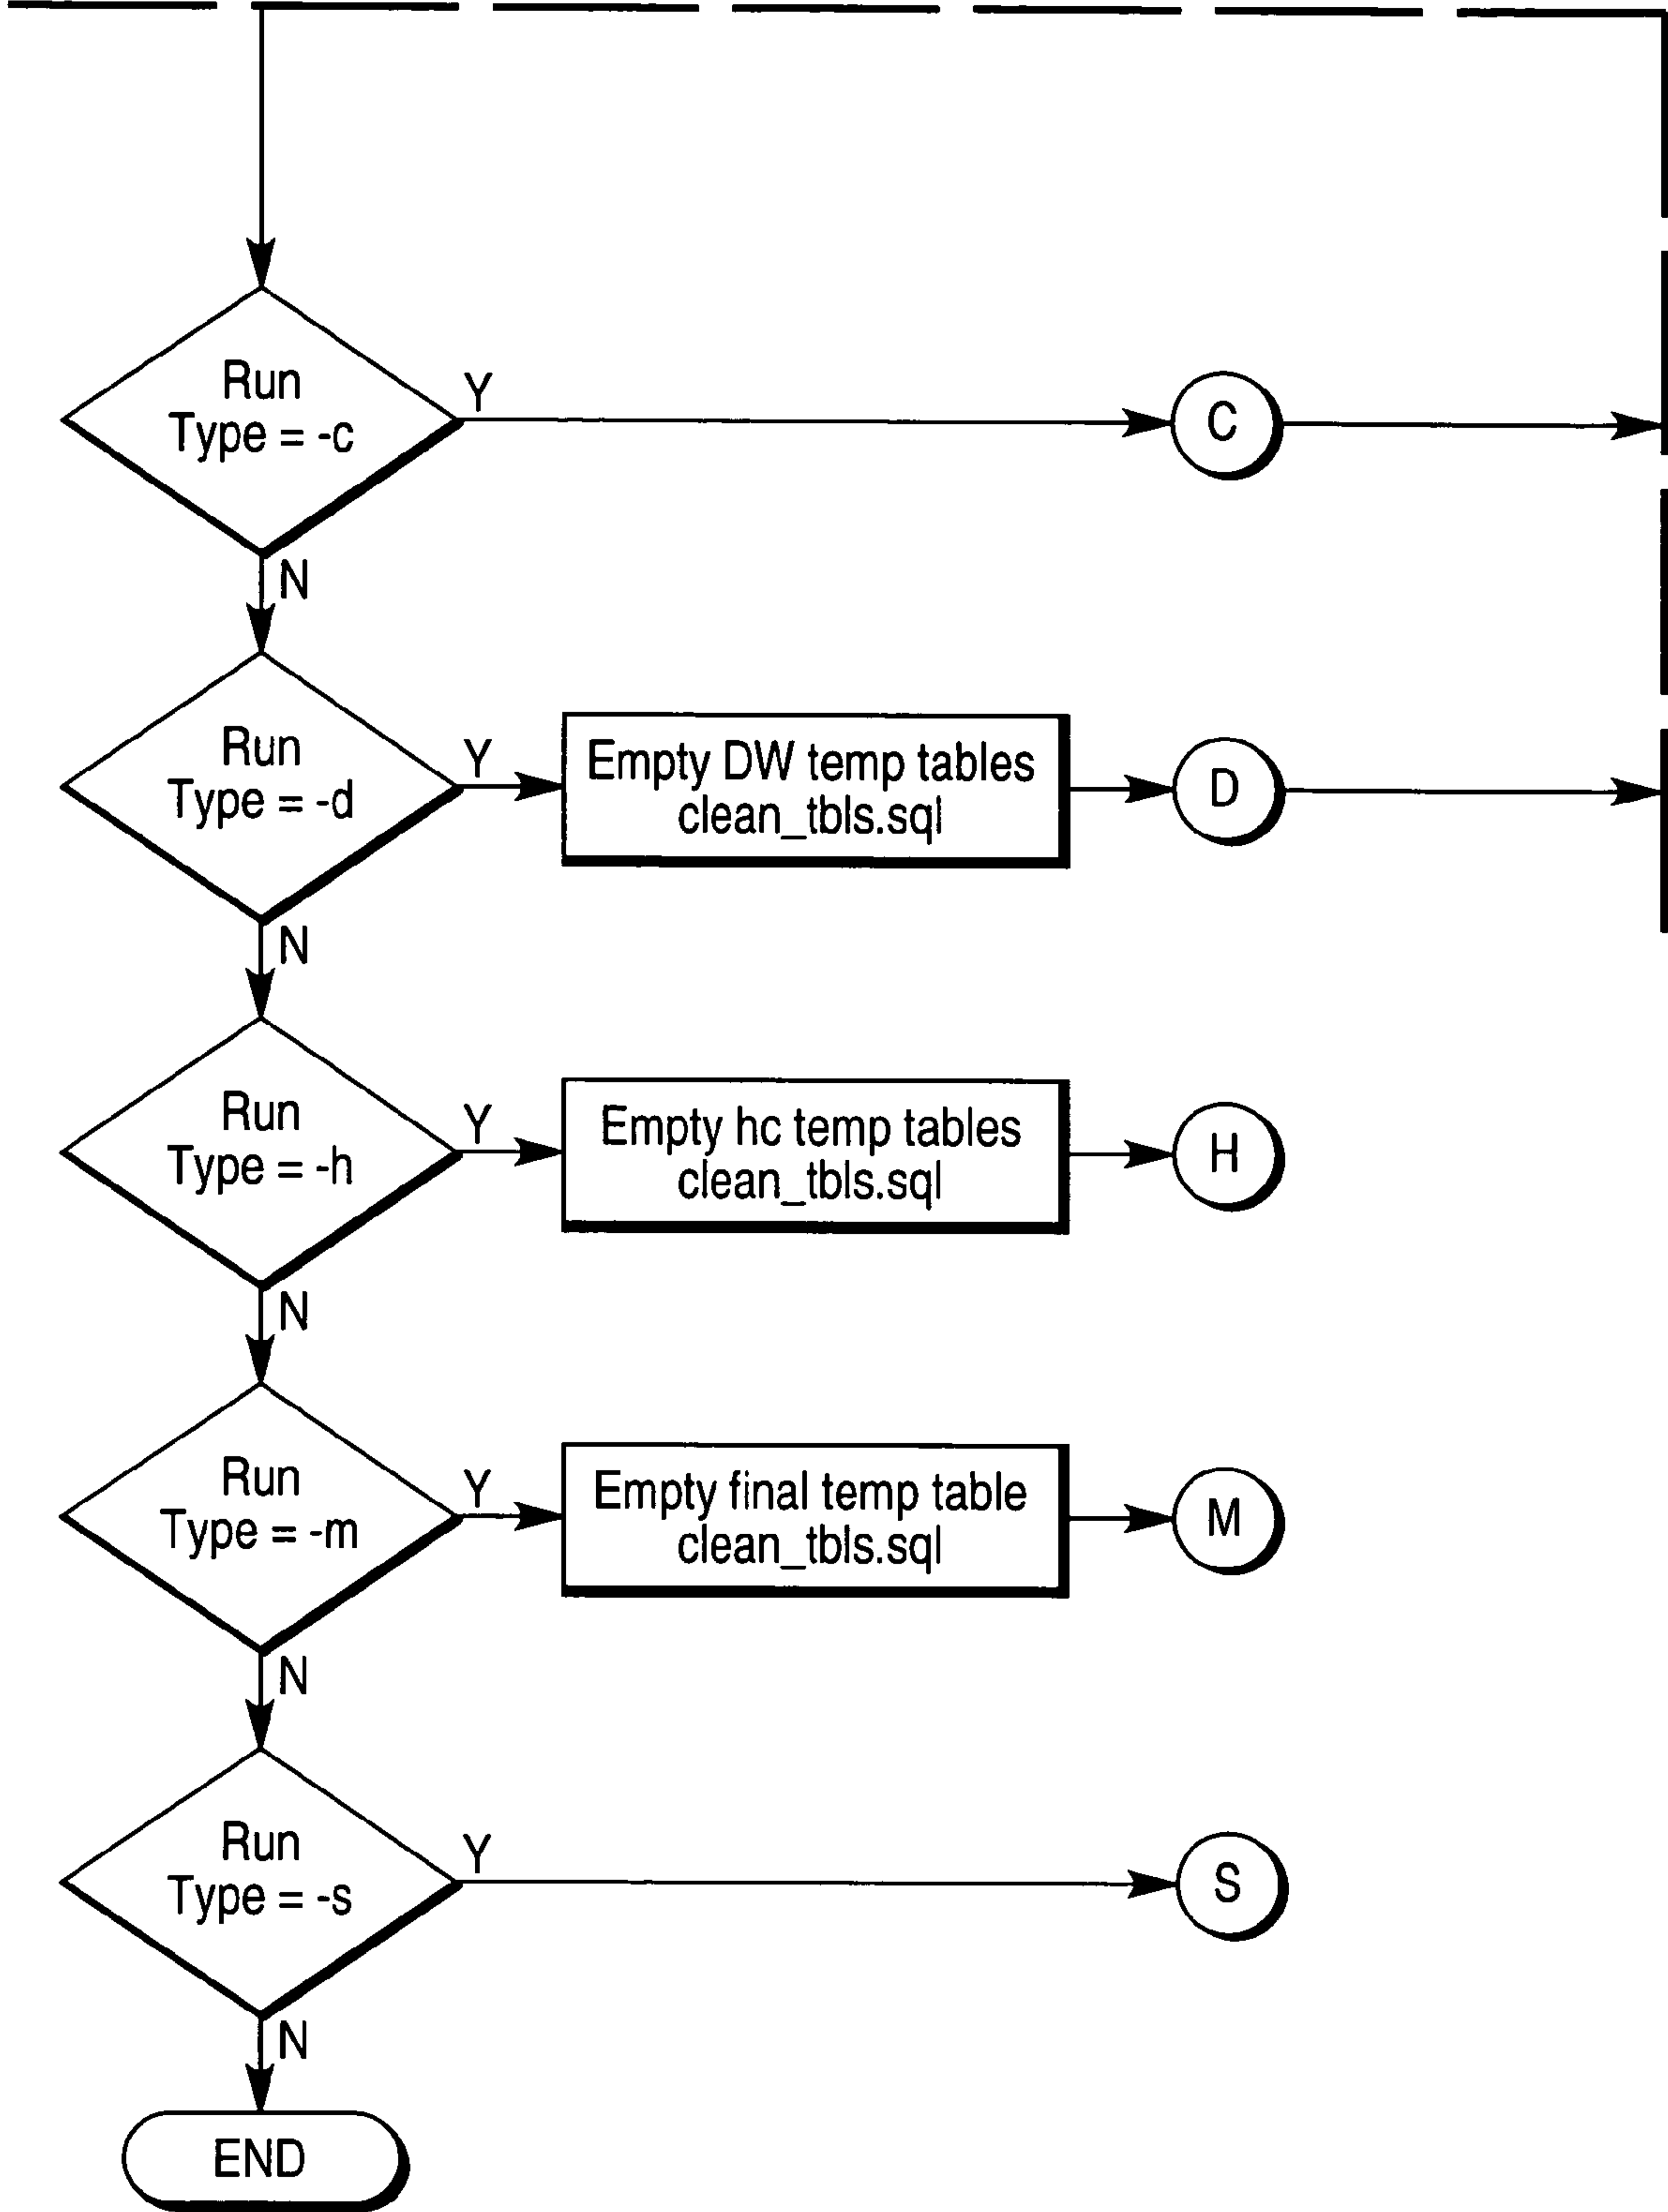 Run
Type = -c
Y
C
N
Run
Type = -d
Y
Empty DW temp tables
clean_tbls.sql
D
N
Run
Type = -h
Y
Empty hc temp tables
clean_tbls.sql
H
N
Run
Type = -m
Y
Empty final temp table
clean_tbls.sql
M
N
Run
Type = -s
Y
S
N
END